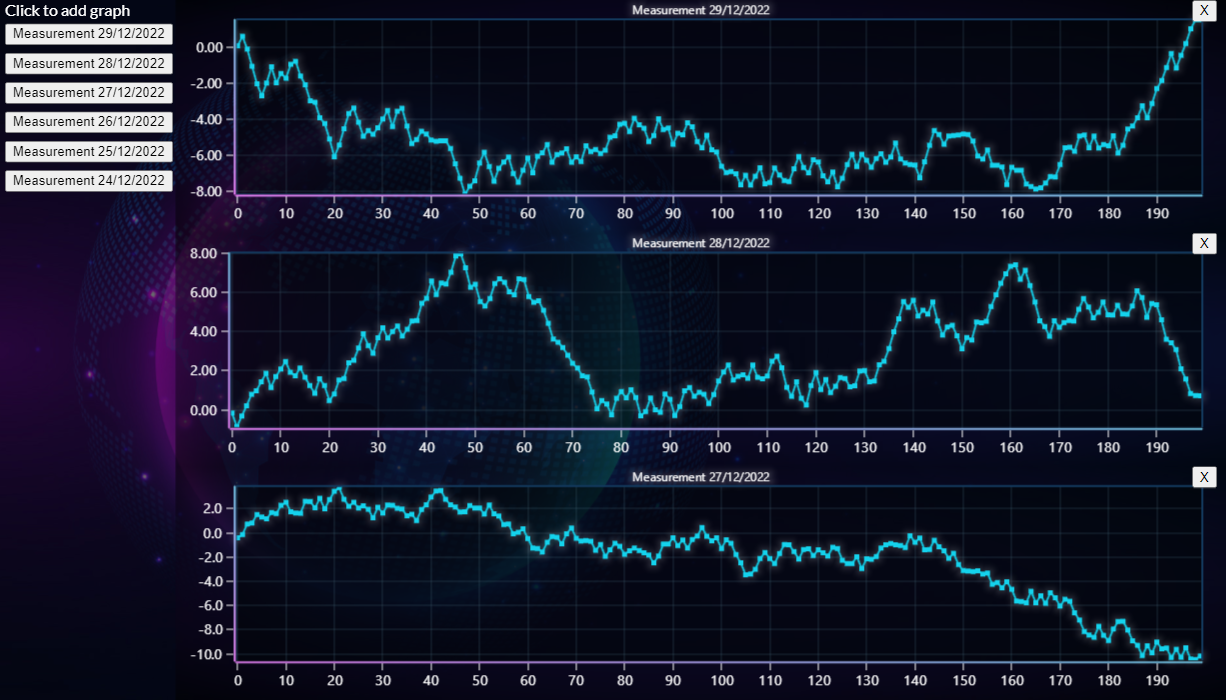 Click to add graph
Measurement 29/12/2022
Measurement 28/12/2022
Measurement 27/12/2022
Measurement 26/12/2022
Measurement 25/12/2022
Measurement 24/12/2022
Measurement 29/12/2022
X
0.00
-2.00
-4.00
-6.00
-8.00
0 10 20 30 40 50 60 70 80 90 100 110 120 130 140 150 160 170 180 190
Measurement 28/12/2022
X
8.00
6.00
4.00
2.00
0.00
0 10 20 30 40 50 60 70 80 90 100 110 120 130 140 150 160 170 180 190
Measurement 27/12/2022
X
2.0
0.0
-2.0
-4.0
-6.0
-8.0
-10.0
0 10 20 30 40 50 60 70 80 90 100 110 120 130 140 150 160 170 180 190